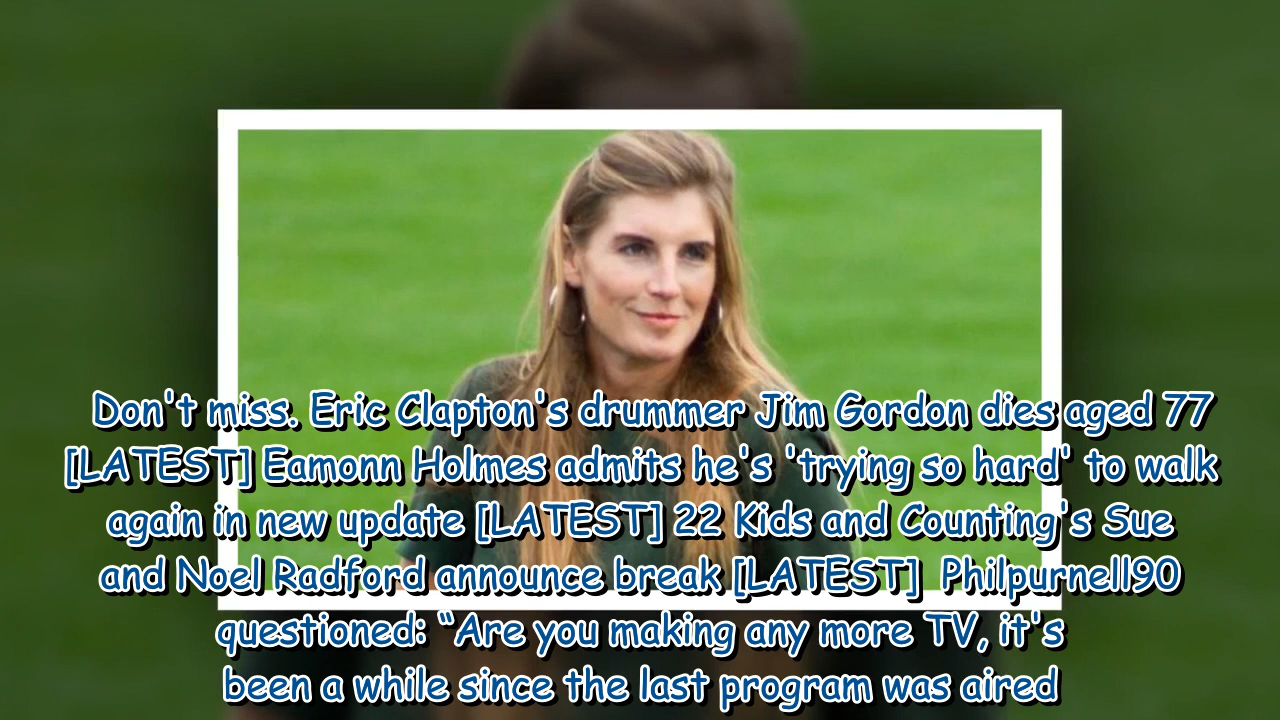 Don't miss. Eric Clapton's drummer Jim Gordon dies aged 77
[LATEST] Eamonn Holmes admits he's 'trying so hard' to walk
again in new update [LATEST] 22 Kids and Counting's Sue
and Noel Radford announce break [LATEST]  Philpurnell90
questioned: “Are you making any more TV, it's
been a while since the last program was aired